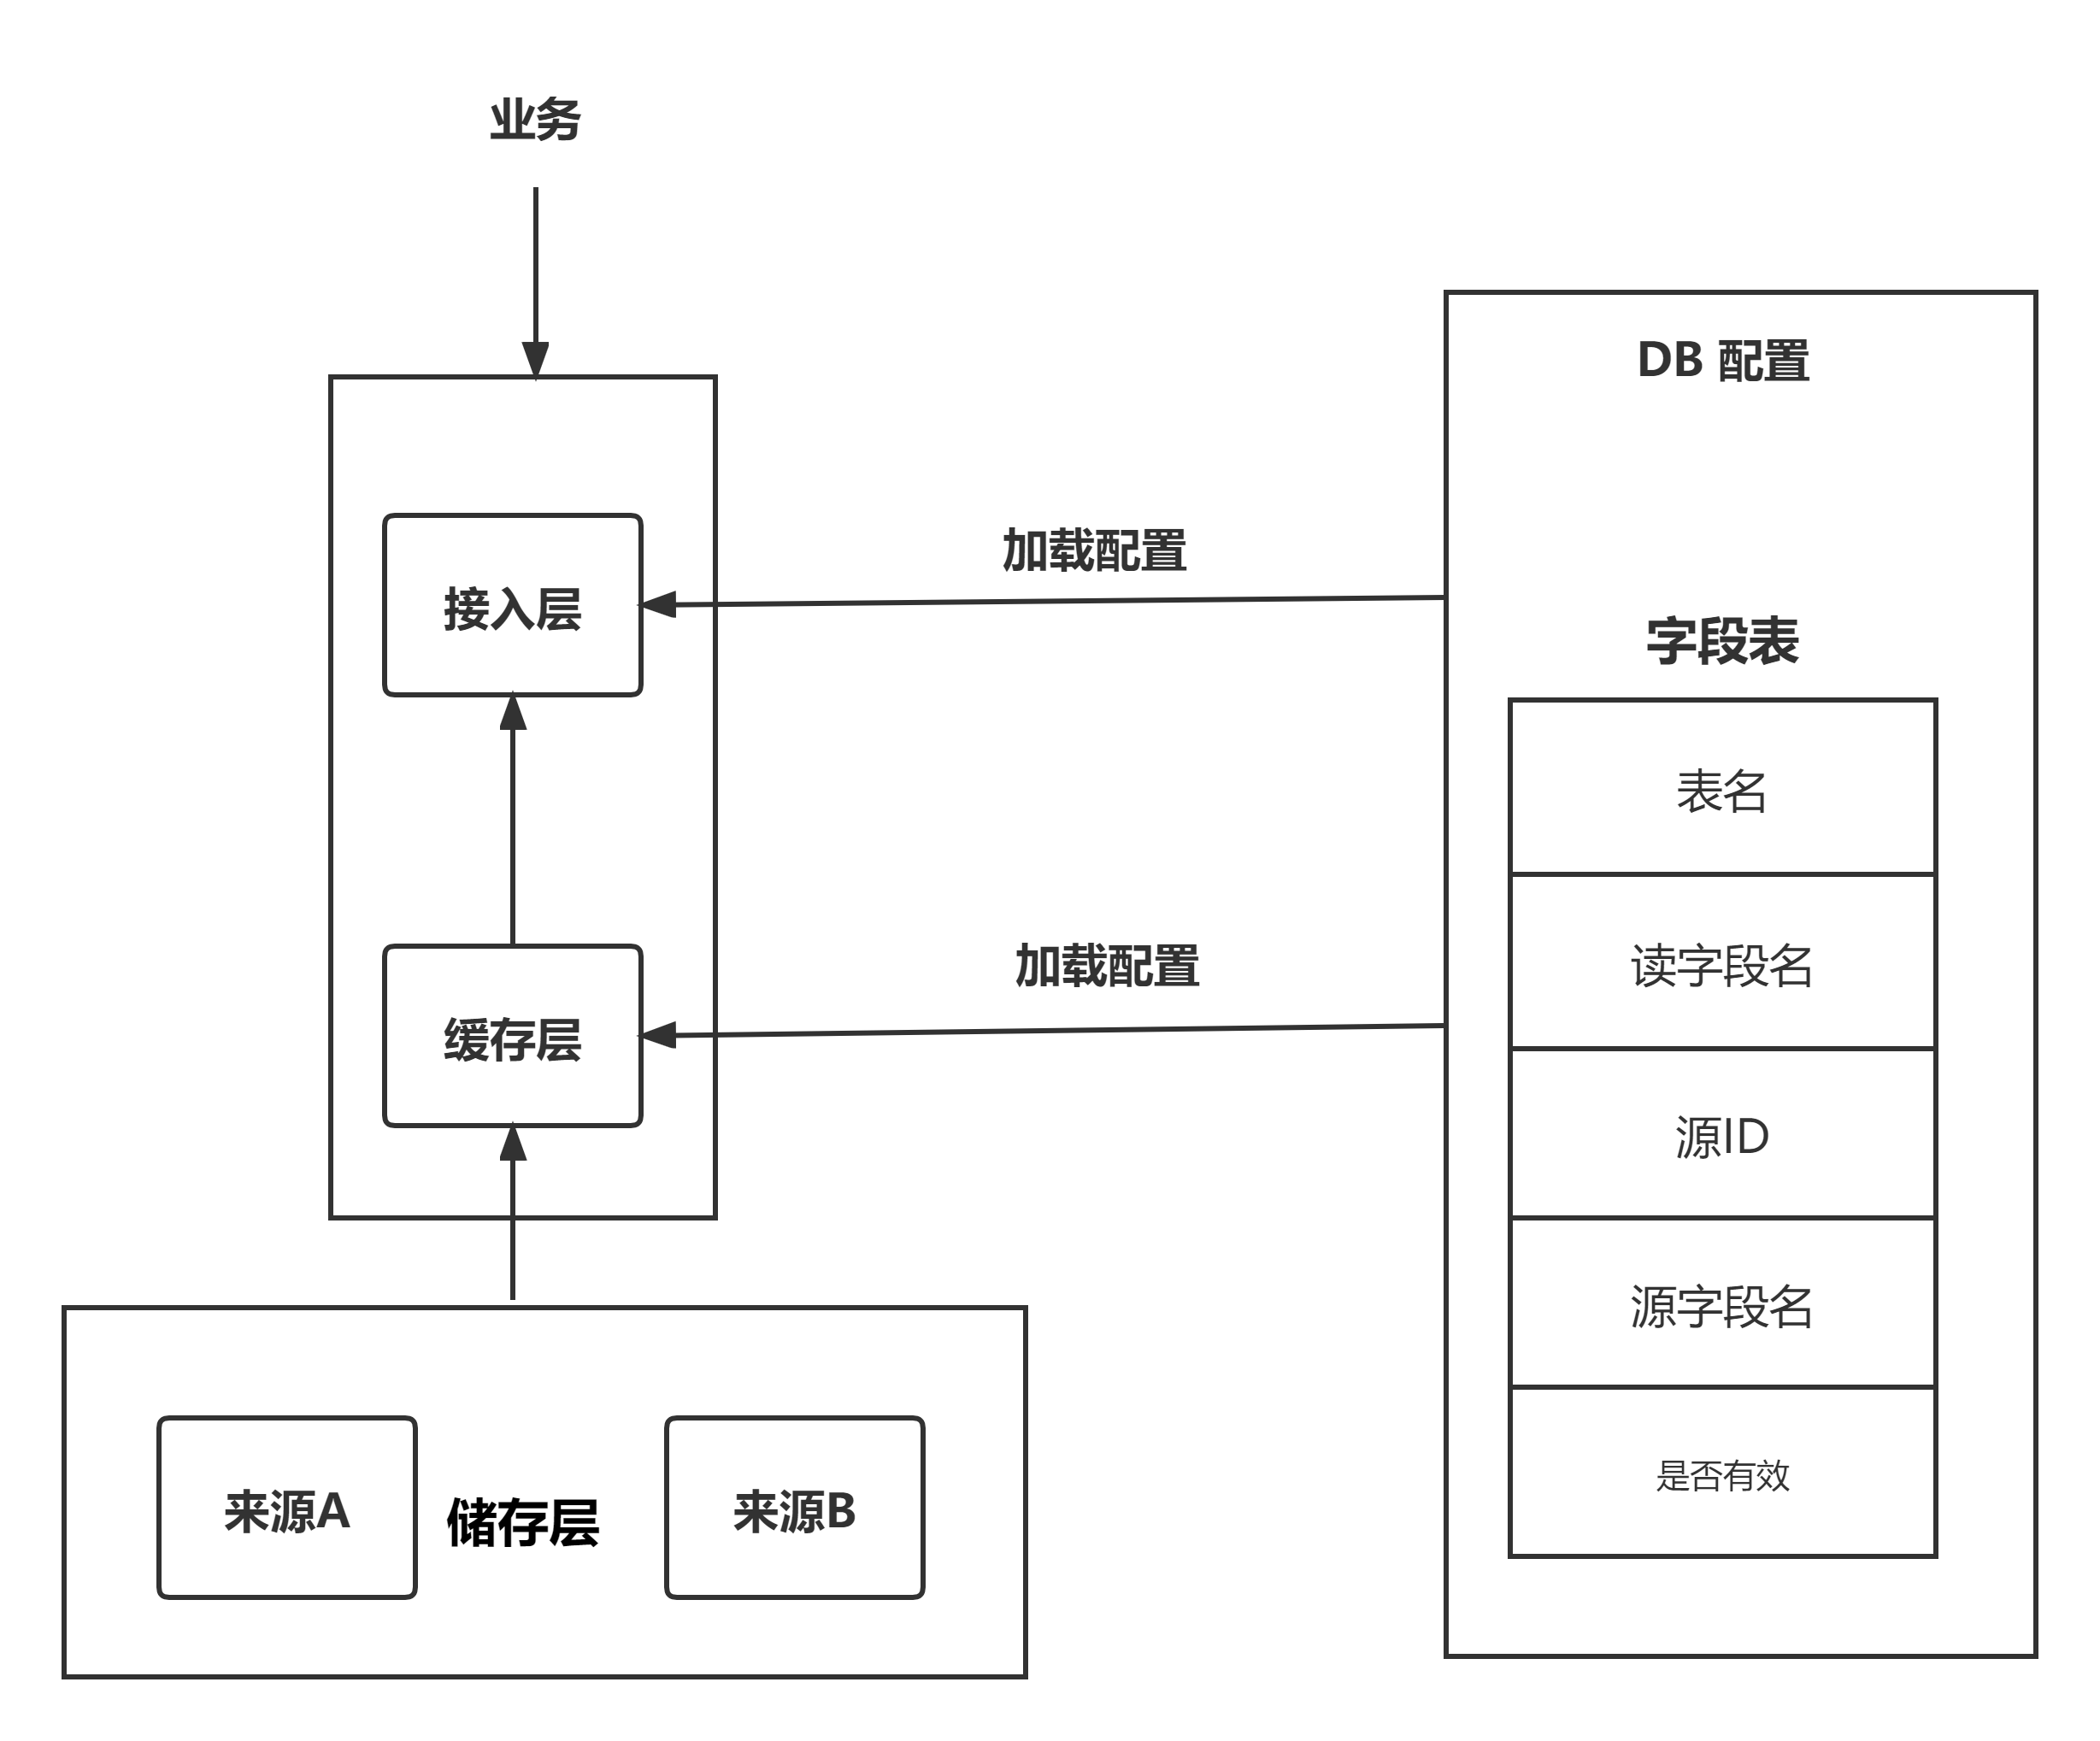 业务
DB 配置
加载配置
接入层
字段表
表名
读字段名
加载配置
缓存层
源ID
源字段名
是否有效
来源A
储存层
来源B